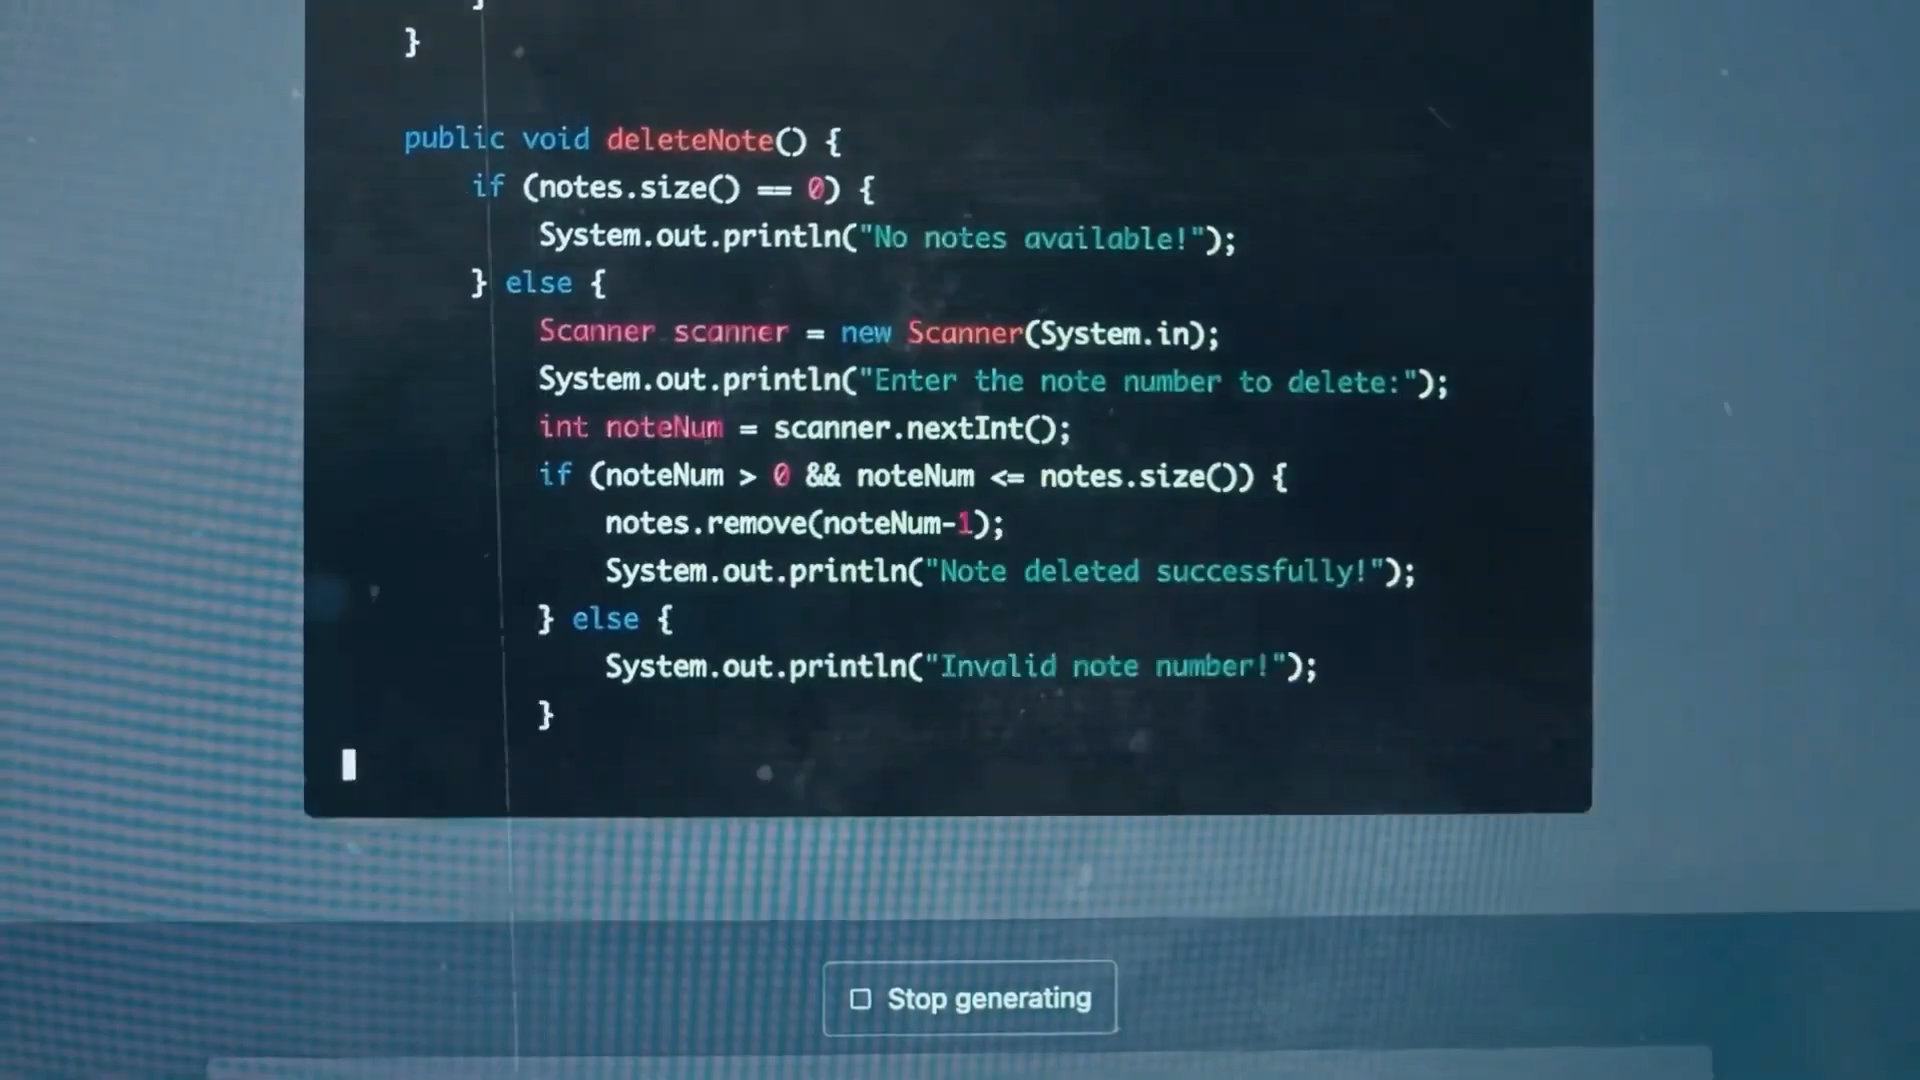 }
}
public void deleteNote() {
if (notes.size() == 0) {
System.out.println("No notes available!");
} else {
Scanner scanner = new Scanner(System.in);
System.out.println("Enter the note number to delete:");
int noteNum = scanner.nextInt();
if (noteNum > 0 && noteNum <= notes.size()) {
notes.remove(noteNum-1);
System.out.println("Note deleted successfully!");
} else {
System.out.println("Invalid note number!");
}
Stop generating